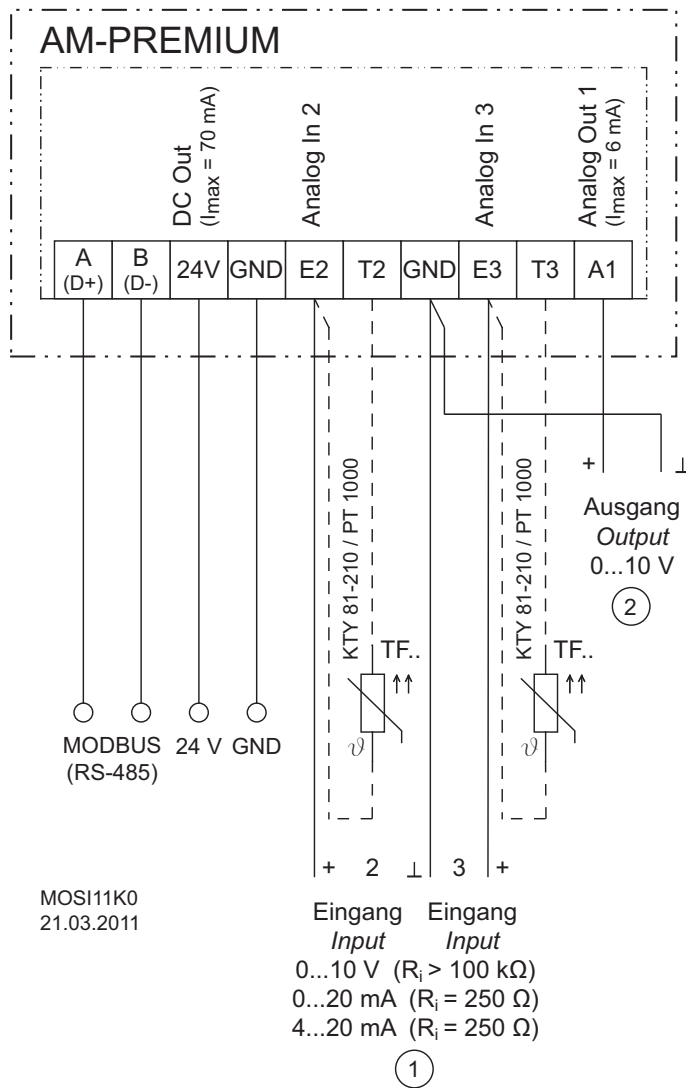 AM-PREMIUM
DC Out
(Imax = 70 mA)
Analog In 2
Analog In 3
Analog Out 1
(Imax = 6 mA)
A
(D+)
B
(D-)
24V
GND
E2
T2
GND
E3
T3
A1
KTY 81-210 / PT 1000
KTY 81-210 / PT 1000
+ ⊥
Ausgang
Output
0...10 V
2
TF..
TF..
ϑ
ϑ
MODBUS
(RS-485)
24 V
GND
MOSI11K0
21.03.2011
+ 2 ⊥ 3 +
Eingang Eingang
Input Input
0...10 V (Ri > 100 kΩ)
0...20 mA (Ri = 250 Ω)
4...20 mA (Ri = 250 Ω)
1